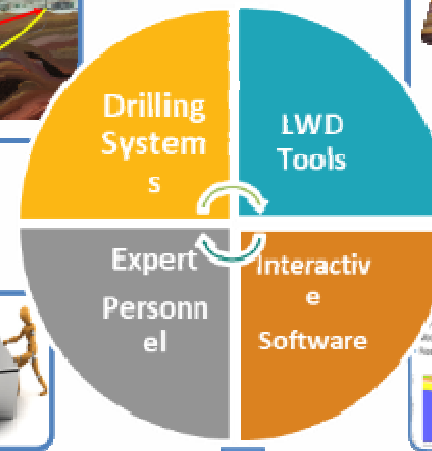 Drilling
System
s
LWD
Tools
Expert
Personn
el
Interactiv
e
Software